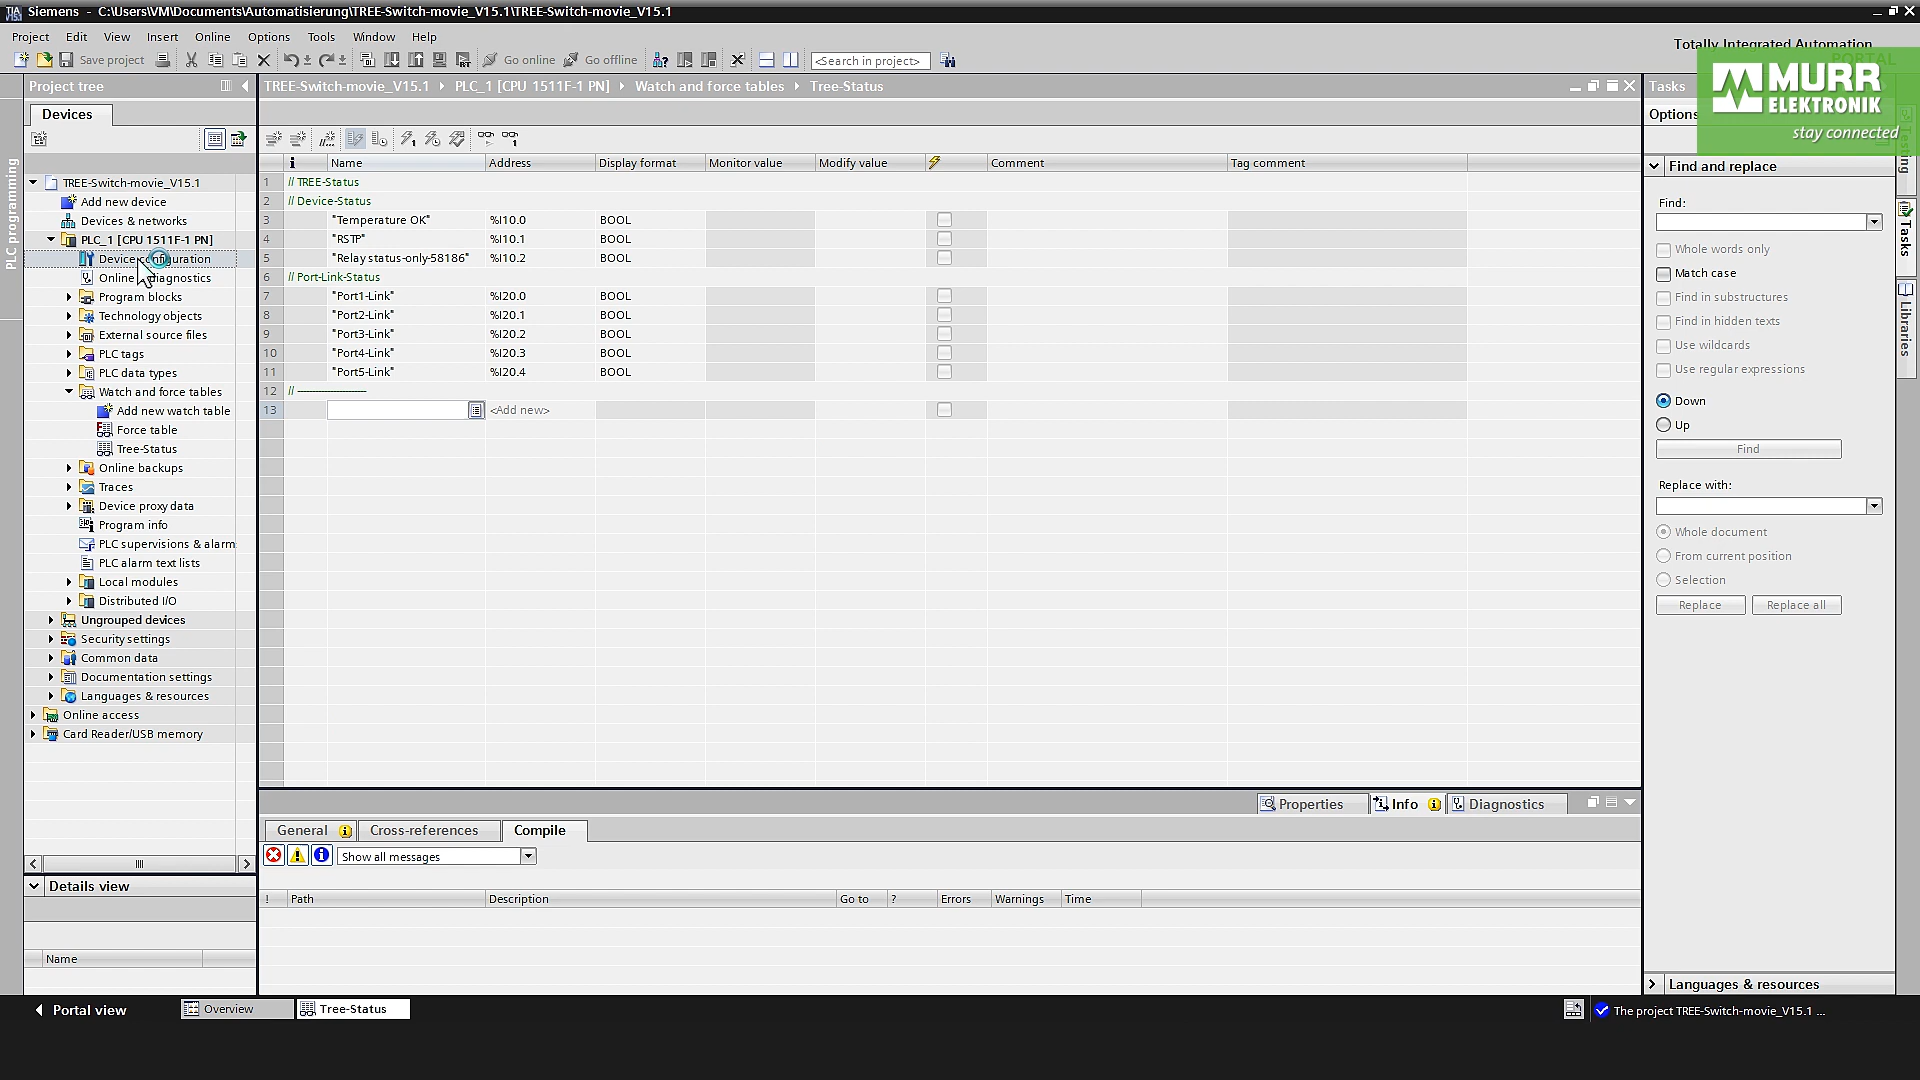 Siemens - C:\Users\VM\Documents\Automatisierung\TREE-Switch-movie_V15.1\TREE-Switch-movie_V15.1
Project Edit View Insert Online Options Tools Window Help
Totally Integrated Automation
PORTAL
Save project Go online Go offline <Search in project>
MURR
ELEKTRONIK
stay connected
Project tree
TREE-Switch-movie_V15.1 PLC_1 [CPU 1511F-1 PN] Watch and force tables Tree-Status
Tasks
Devices
Options
PLC programming
Testing
Tasks
Libraries
TREE-Switch-movie_V15.1
Add new device
Devices & networks
PLC_1 [CPU 1511F-1 PN]
Device configuration
Online diagnostics
Program blocks
Technology objects
External source files
PLC tags
PLC data types
Watch and force tables
Add new watch table
Force table
Tree-Status
Online backups
Traces
Device proxy data
Program info
PLC supervisions & alarm
PLC alarm text lists
Local modules
Distributed I/O
Ungrouped devices
Security settings
Common data
Documentation settings
Languages & resources
Online access
Card Reader/USB memory
Details view
Name
i Name Address Display format Monitor value Modify value Comment Tag comment
1 // TREE-Status
2 // Device-Status
3 "Temperature OK" %I10.0 BOOL
4 "RSTP" %I10.1 BOOL
5 "Relay status-only-58186" %I10.2 BOOL
6 // Port-Link-Status
7 "Port1-Link" %I20.0 BOOL
8 "Port2-Link" %I20.1 BOOL
9 "Port3-Link" %I20.2 BOOL
10 "Port4-Link" %I20.3 BOOL
11 "Port5-Link" %I20.4 BOOL
12 // -----------------------
13 <Add new>
Find and replace
Find:
Whole words only
Match case
Find in substructures
Find in hidden texts
Use wildcards
Use regular expressions
Down
Up
Find
Replace with:
Whole document
From current position
Selection
Replace Replace all
Languages & resources
Properties Info Diagnostics
General Cross-references Compile
Show all messages
! Path Description Go to ? Errors Warnings Time
Portal view Overview Tree-Status
The project TREE-Switch-movie_V15.1 ...